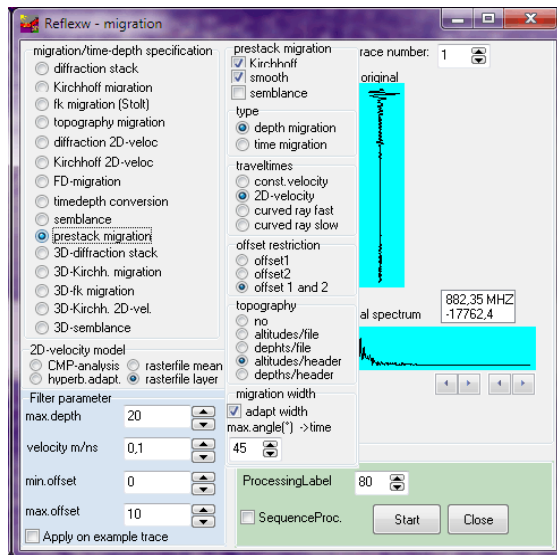 Reflexw - migration
migration/time-depth specification
diffraction stack
Kirchhoff migration
fk migration (Stolt)
topography migration
diffraction 2D-veloc
Kirchhoff 2D-veloc
FD-migration
timedepth conversion
semblance
prestack migration
3D-diffraction stack
3D-Kirchh. migration
3D-fk migration
3D-Kirchh. 2D-vel.
3D-semblance
2D-velocity model
CMP-analysis rasterfile mean
hyperb.adapt. rasterfile layer
Filter parameter
max.depth 20
velocity m/ns 0,1
min.offset 0
max.offset 10
Apply on example trace
prestack migration
Kirchhoff
smooth
semblance
type
depth migration
time migration
traveltimes
const.velocity
2D-velocity
curved ray fast
curved ray slow
offset restriction
offset1
offset2
offset 1 and 2
topography
no
altitudes/file
dephts/file
altitudes/header
depths/header
migration width
adapt width
max.angle(°) ->time
45
race number: 1
original
882,35 MHZ
-17762,4
al spectrum
ProcessingLabel 80
SequenceProc. Start Close